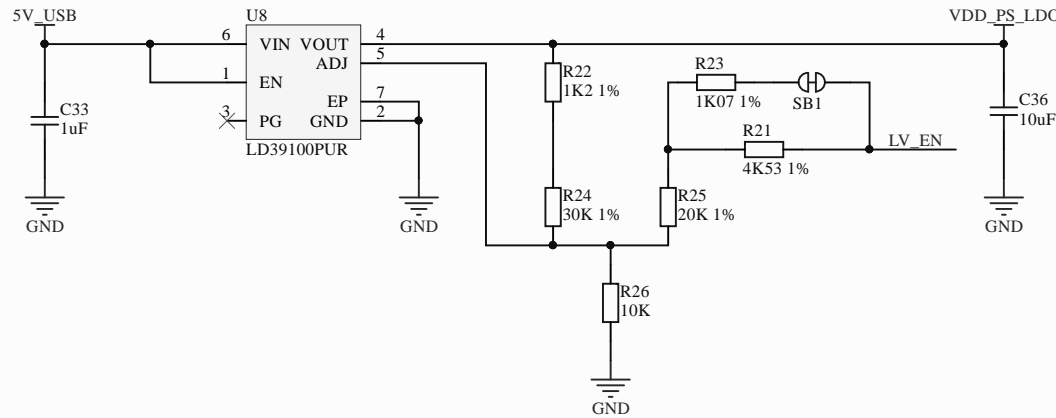 5V_USB
U8
VDD_PS_LDO
6
VIN
VOUT
4
ADJ
5
R22
1K2 1%
R23
1K07 1%
SB1
1
EN
C33
1uF
EP
7
3
PG
GND
2
C36
10uF
R21
4K53 1%
LV_EN
LD39100PUR
R24
30K 1%
R25
20K 1%
GND
GND
GND
R26
10K
GND